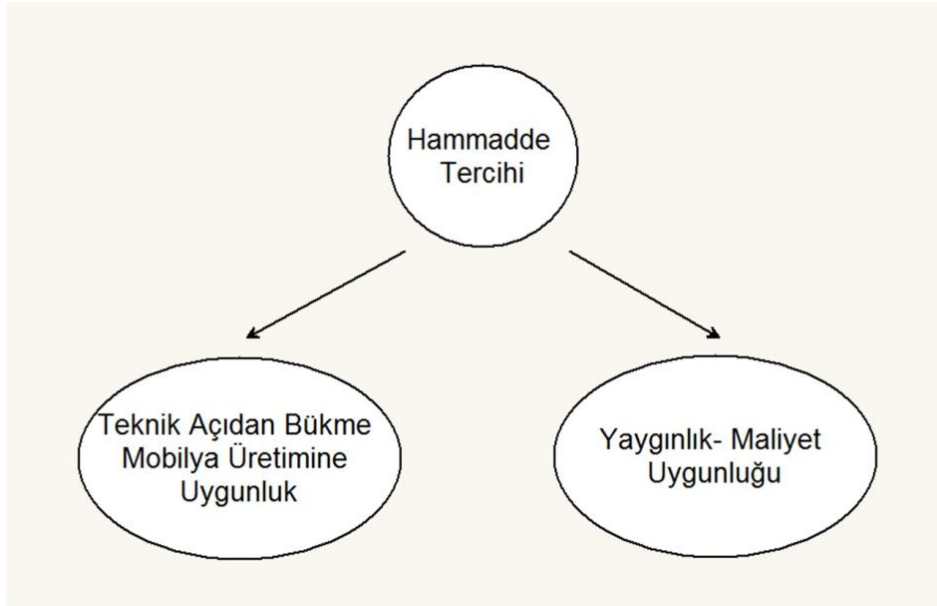 Hammadde
Tercihi
Teknik Açıdan Bükme
Mobilya Üretimine
Uygunluk
Yaygınlık- Maliyet
Uygunluğu